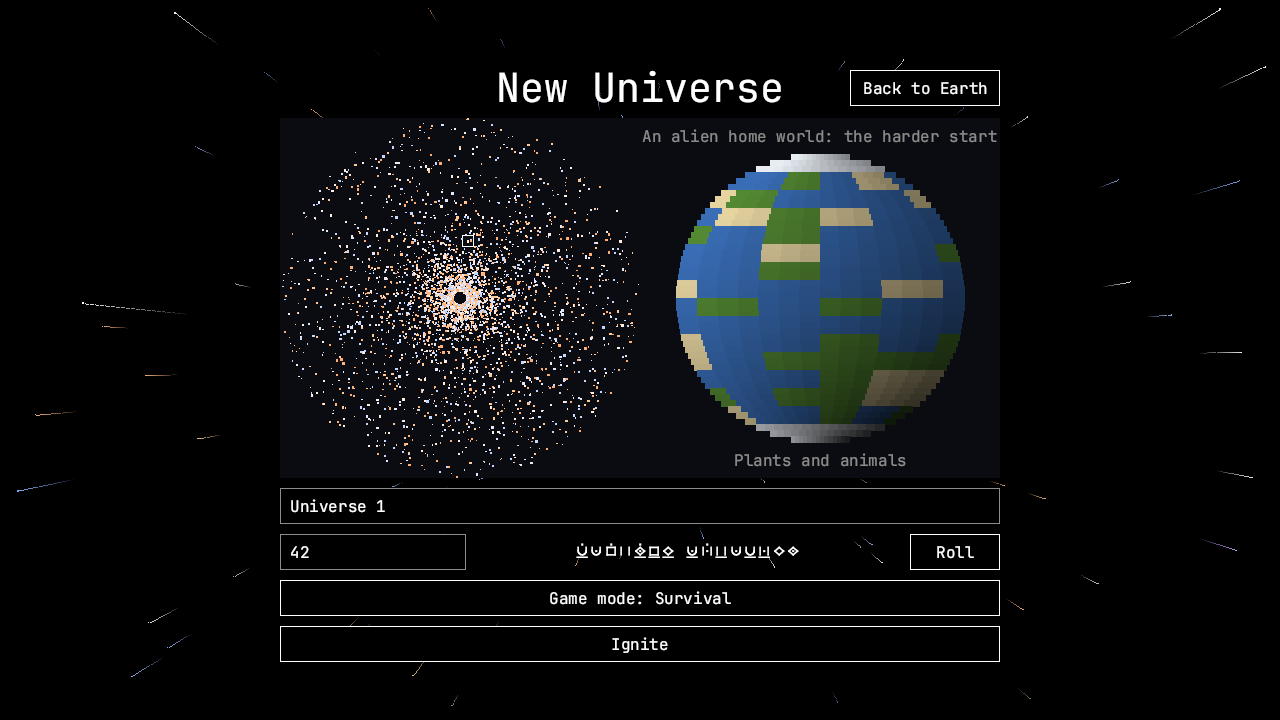 New Universe
Back to Earth
An alien home world: the harder start
Plants and animals
Universe 1
42
Roll
Game mode: Survival
Ignite